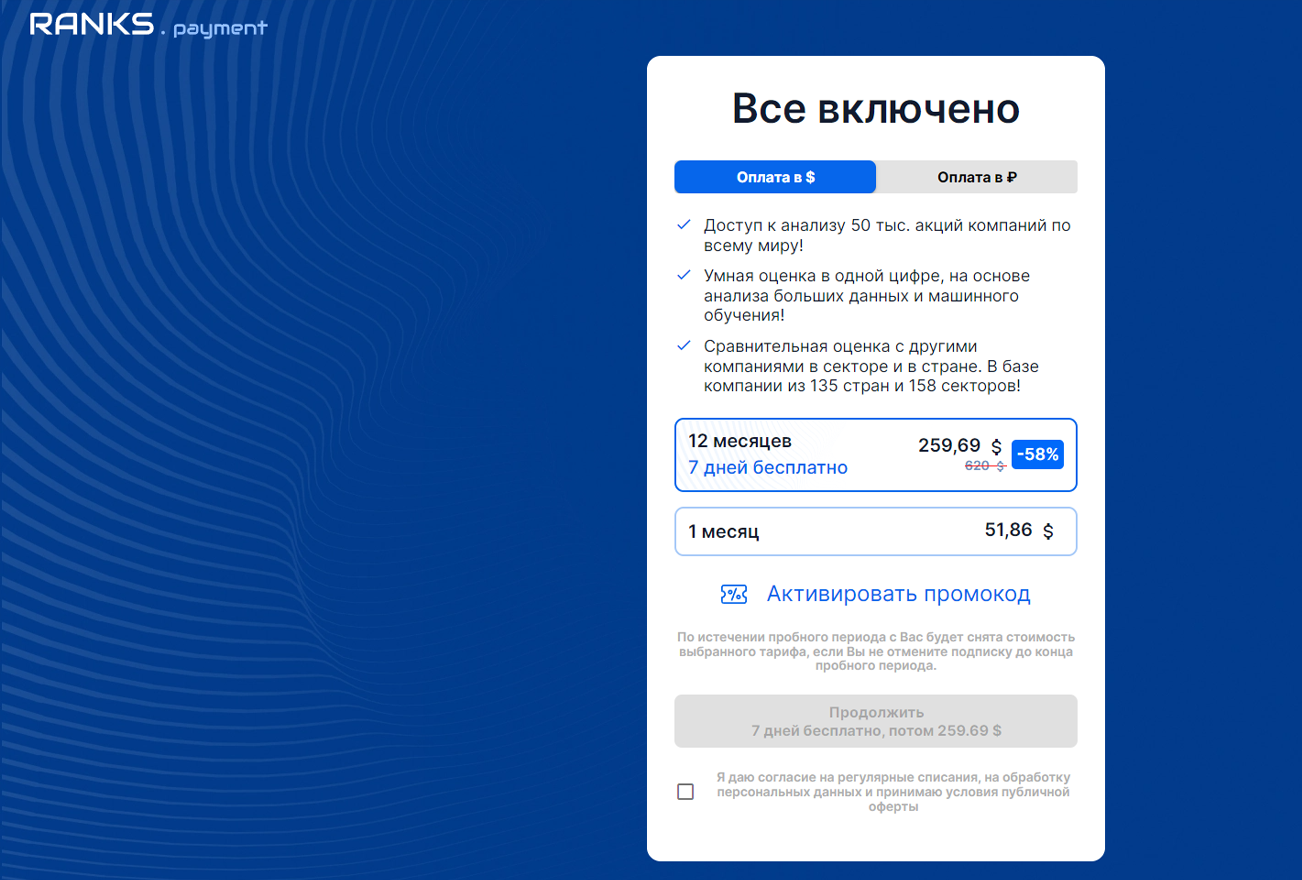 RANKS . payment
Все включено
Оплата в $
Оплата в ₽
Доступ к анализу 50 тыс. акций компаний по
всему миру!
Умная оценка в одной цифре, на основе
анализа больших данных и машинного
обучения!
Сравнительная оценка с другими
компаниями в секторе и в стране. В базе
компании из 135 стран и 158 секторов!
12 месяцев
259,69 $
-58%
7 дней бесплатно
620 $
1 месяц
51,86 $
% Активировать промокод
По истечении пробного периода с Вас будет снята стоимость
выбранного тарифа, если Вы не отмените подписку до конца
пробного периода.
Продолжить
7 дней бесплатно, потом 259.69 $
Я даю согласие на регулярные списания, на обработку
персональных данных и принимаю условия публичной
оферты